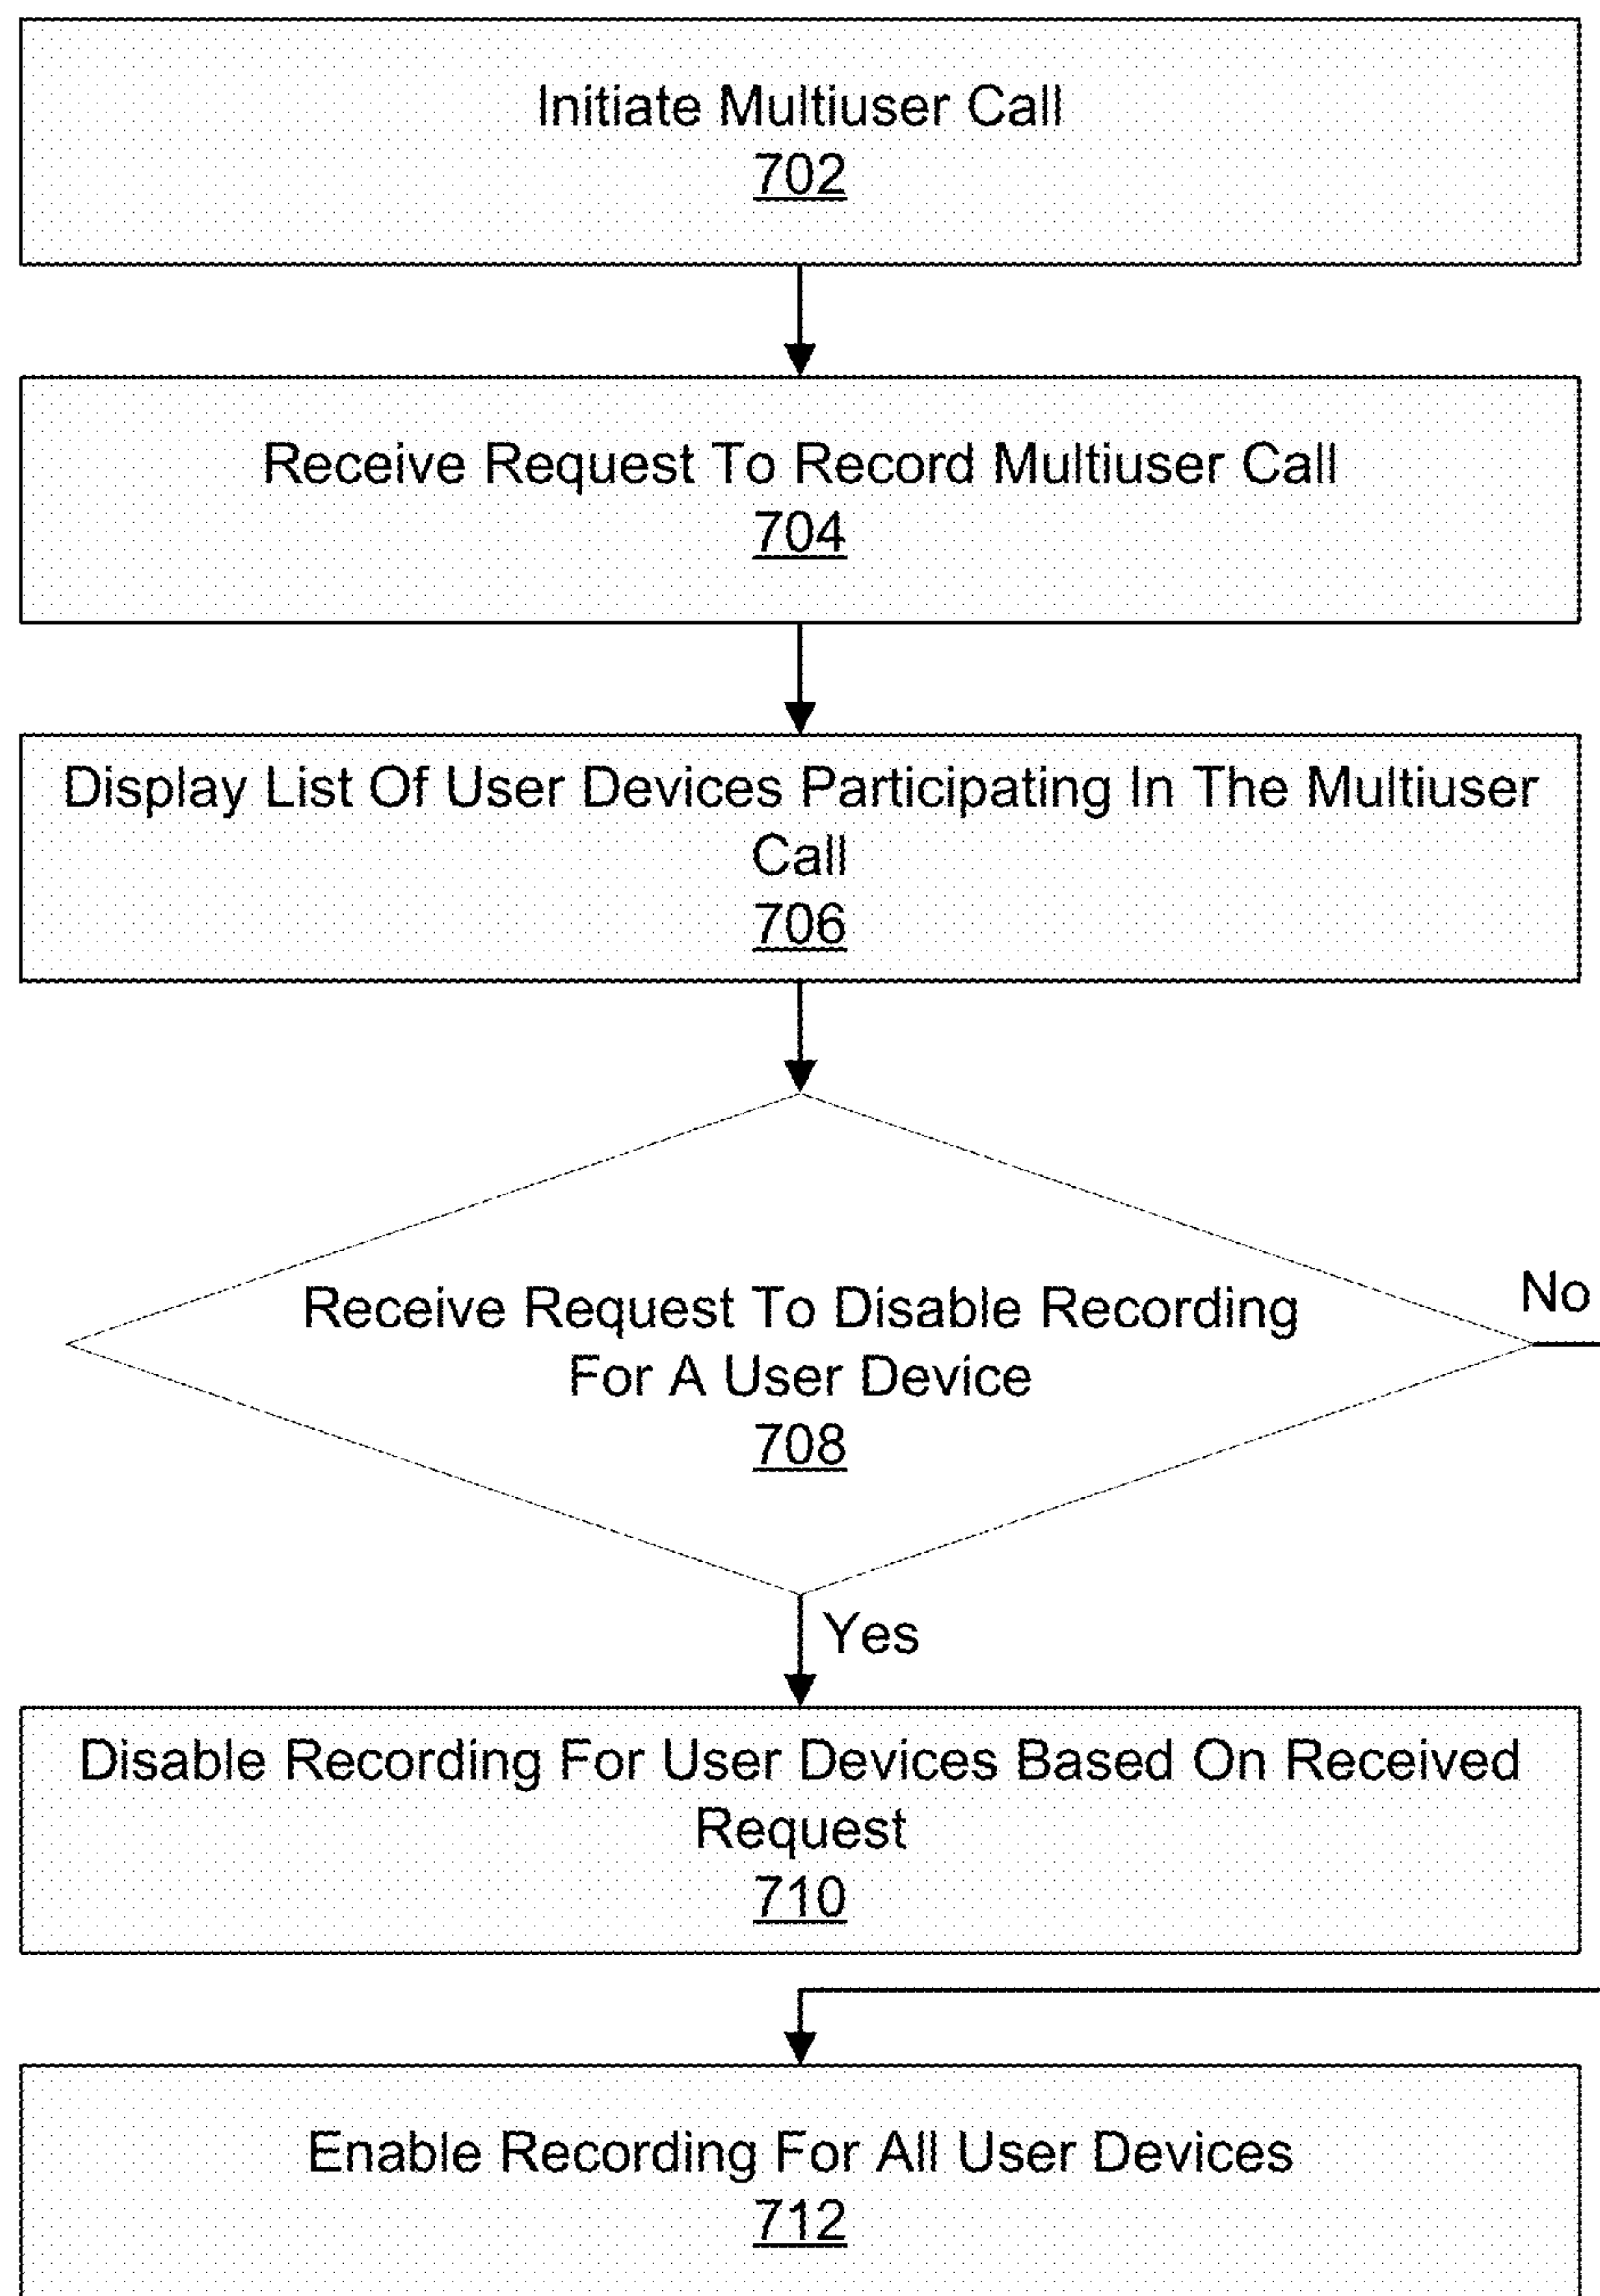 Initiate Multiuser Call
702
Receive Request To Record Multiuser Call
704
Display List Of User Devices Participating In The Multiuser
Call
706
Receive Request To Disable Recording
For A User Device
708
No
Yes
Disable Recording For User Devices Based On Received
Request
710
Enable Recording For All User Devices
712